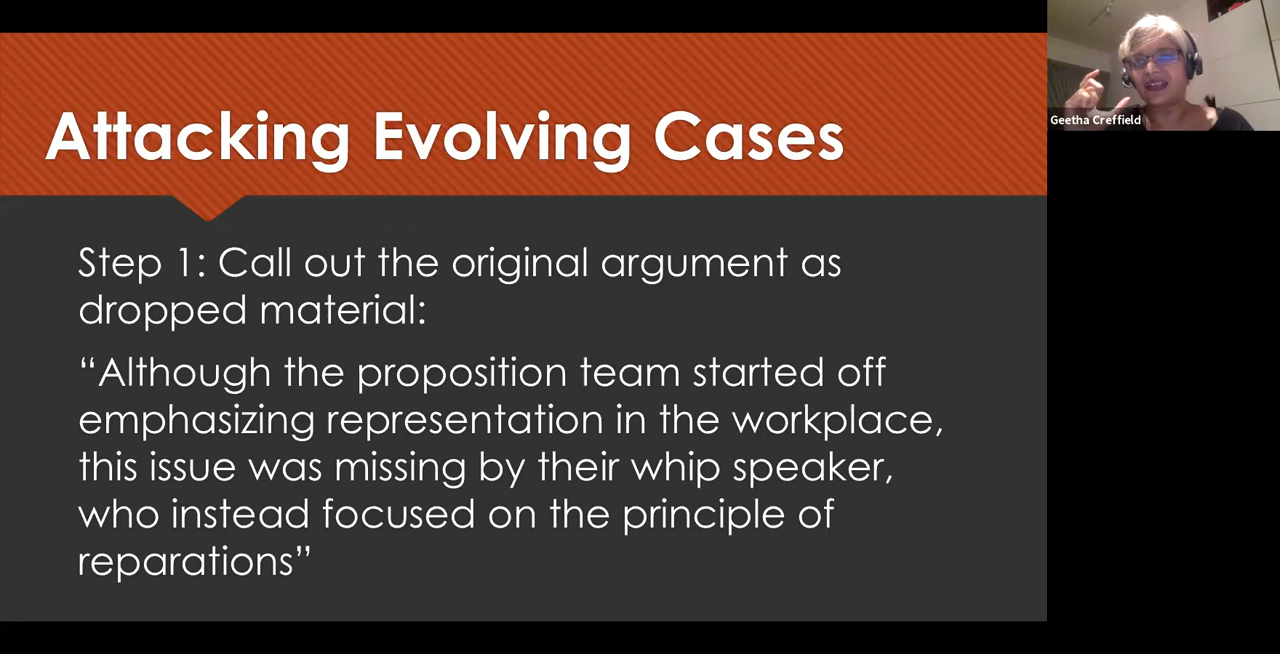 Attacking Evolving Cases
Geetha Creffield
Step 1: Call out the original argument as
dropped material:
“Although the proposition team started off
emphasizing representation in the workplace,
this issue was missing by their whip speaker,
who instead focused on the principle of
reparations”